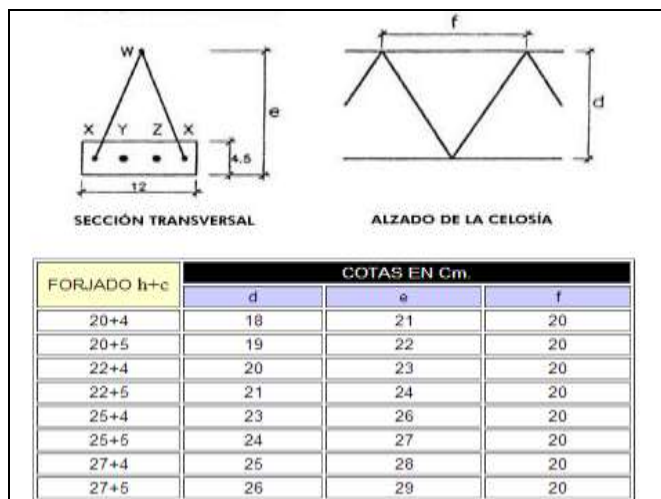 f
W
e
d
X Y Z X
4.5
12
SECCIÓN TRANSVERSAL
ALZADO DE LA CELOSÍA
FORJADO h+c
COTAS EN Cm.
d e f
20+4 18 21 20
20+5 19 22 20
22+4 20 23 20
22+5 21 24 20
25+4 23 26 20
25+5 24 27 20
27+4 25 28 20
27+5 26 29 20